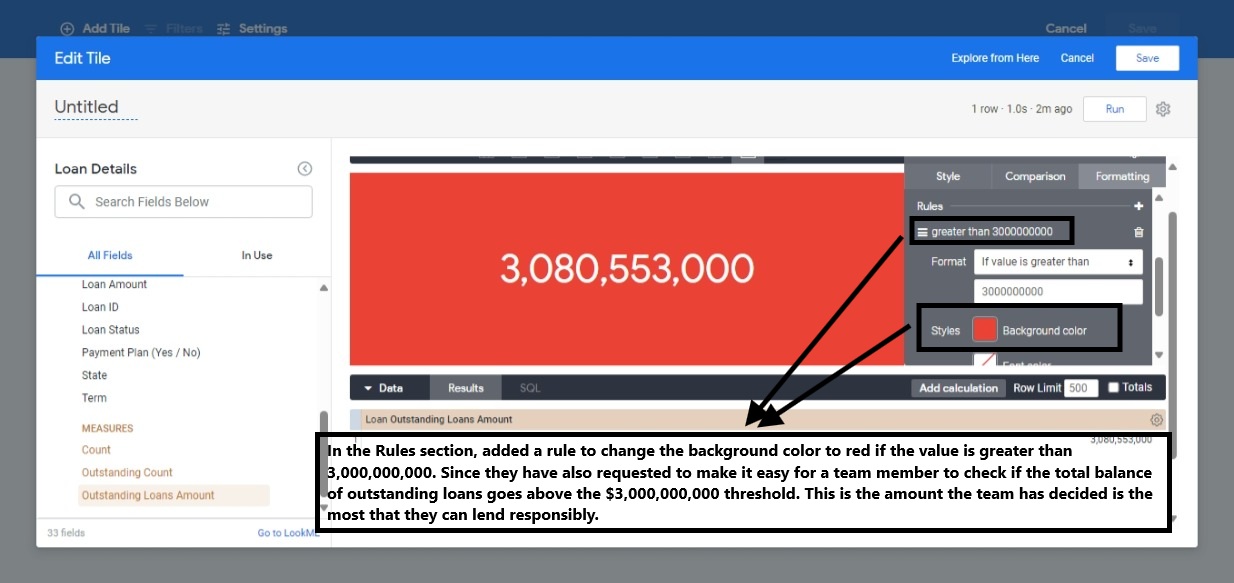 Add Tile Filters Settings Cancel Save
Edit Tile Explore from Here Cancel Save
Untitled 1 row · 1.0s · 2m ago Run
Loan Details
Search Fields Below
All Fields In Use
Loan Amount
Loan ID
Loan Status
Payment Plan (Yes / No)
State
Term
MEASURES
Count
Outstanding Count
Outstanding Loans Amount
33 fields Go to LookML
3,080,553,000
Style Comparison Formatting
Rules
greater than 3000000000
Format If value is greater than
3000000000
Styles Background color
Font color
Data Results SQL Add calculation Row Limit 500 Totals
Loan Outstanding Loans Amount
3,080,553,000
In the Rules section, added a rule to change the background color to red if the value is greater than
3,000,000,000. Since they have also requested to make it easy for a team member to check if the total balance
of outstanding loans goes above the $3,000,000,000 threshold. This is the amount the team has decided is the
most that they can lend responsibly.